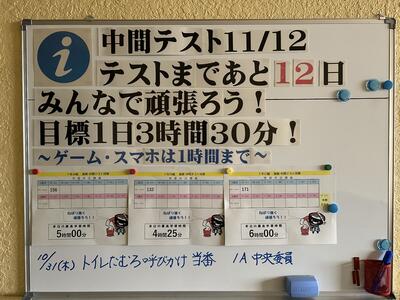 i 中間テスト11/12
テストまであと12日
みんなで頑張ろう！
目標1日3時間30分！
～ゲーム・スマホは1時間まで～
156
132
171
5時間00分
4時間25分
6時間00分
10/31(木) トイレたむろ呼びかけ 当番 1A 中央委員